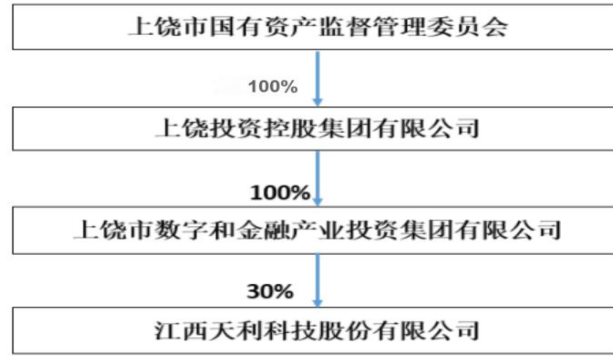 上饶市国有资产监督管理委员会
100%
上饶投资控股集团有限公司
100%
上饶市数字和金融产业投资集团有限公司
30%
江西天利科技股份有限公司